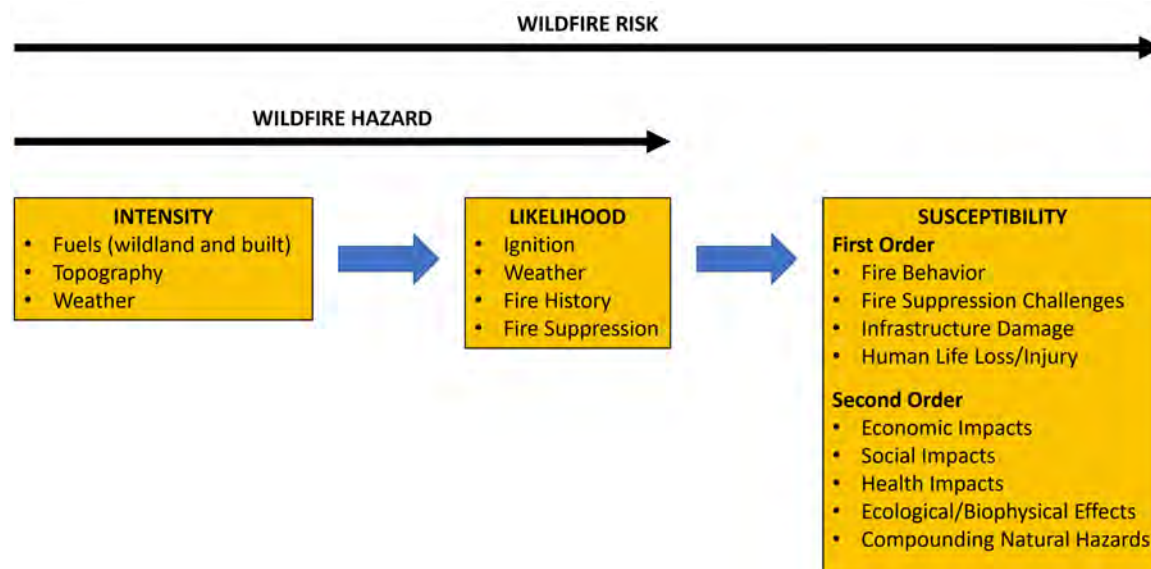 WILDFIRE RISK
WILDFIRE HAZARD
INTENSITY
• Fuels (wildland and built)
• Topography
• Weather
LIKELIHOOD
• Ignition
• Weather
• Fire History
• Fire Suppression
SUSCEPTIBILITY
First Order
• Fire Behavior
• Fire Suppression Challenges
• Infrastructure Damage
• Human Life Loss/Injury
Second Order
• Economic Impacts
• Social Impacts
• Health Impacts
• Ecological/Biophysical Effects
• Compounding Natural Hazards